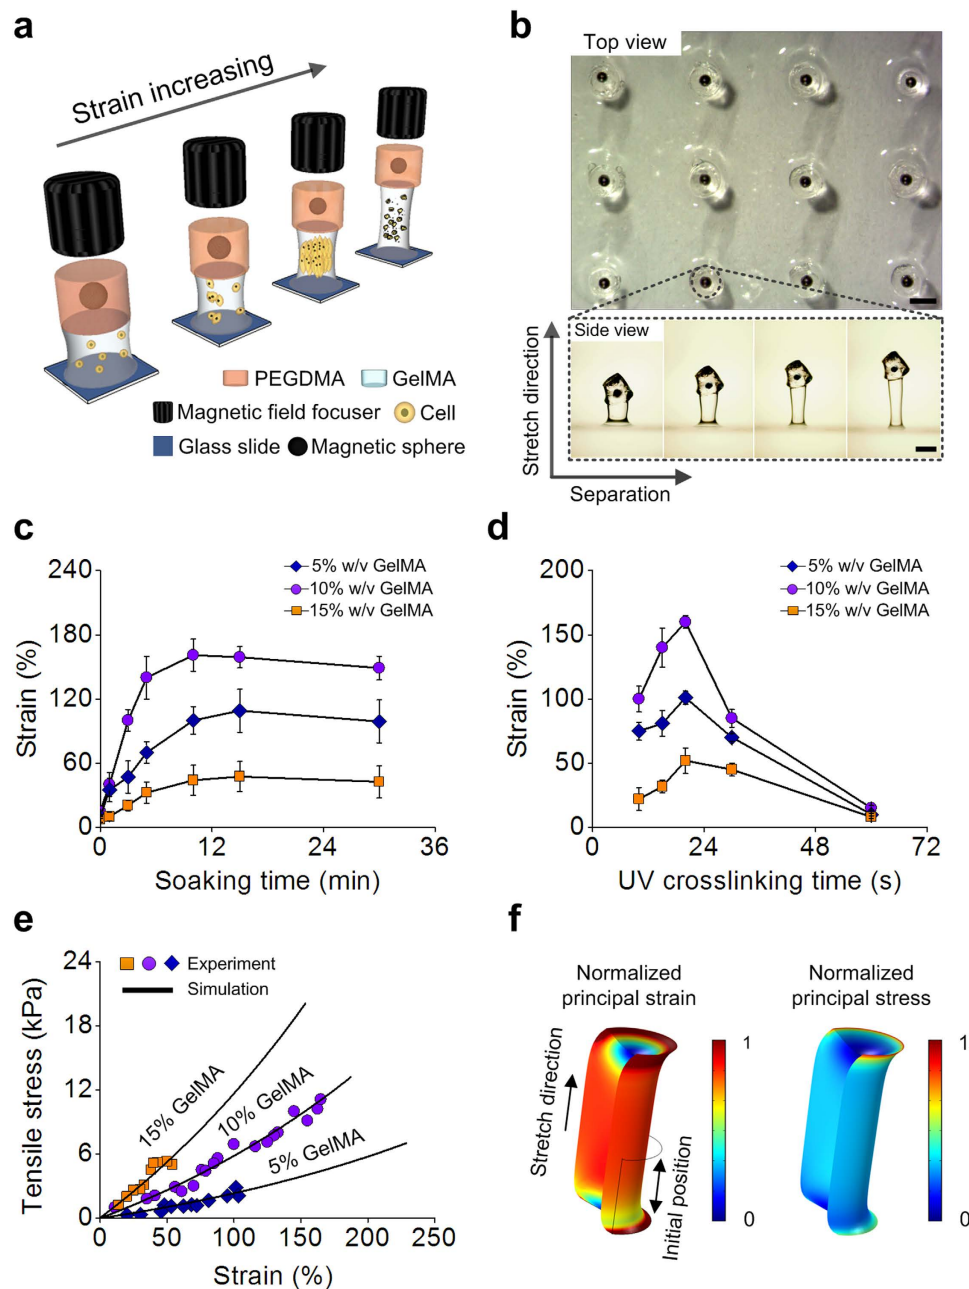 a
Strain increasing
PEGDMA
GelMA
Magnetic field focuser
Cell
Glass slide
Magnetic sphere
b
Top view
Side view
Stretch direction
Separation
c
5% w/v GelMA
10% w/v GelMA
15% w/v GelMA
Strain (%)
240
180
120
60
0
0
12
24
36
Soaking time (min)
d
5% w/v GelMA
10% w/v GelMA
15% w/v GelMA
Strain (%)
200
150
100
50
0
0
24
48
72
UV crosslinking time (s)
e
Experiment
Simulation
Tensile stress (kPa)
24
18
12
6
0
15% GelMA
10% GelMA
5% GelMA
0
50
100
150
200
250
Strain (%)
f
Normalized
principal strain
Stretch direction
Initial position
1
0
Normalized
principal stress
1
0